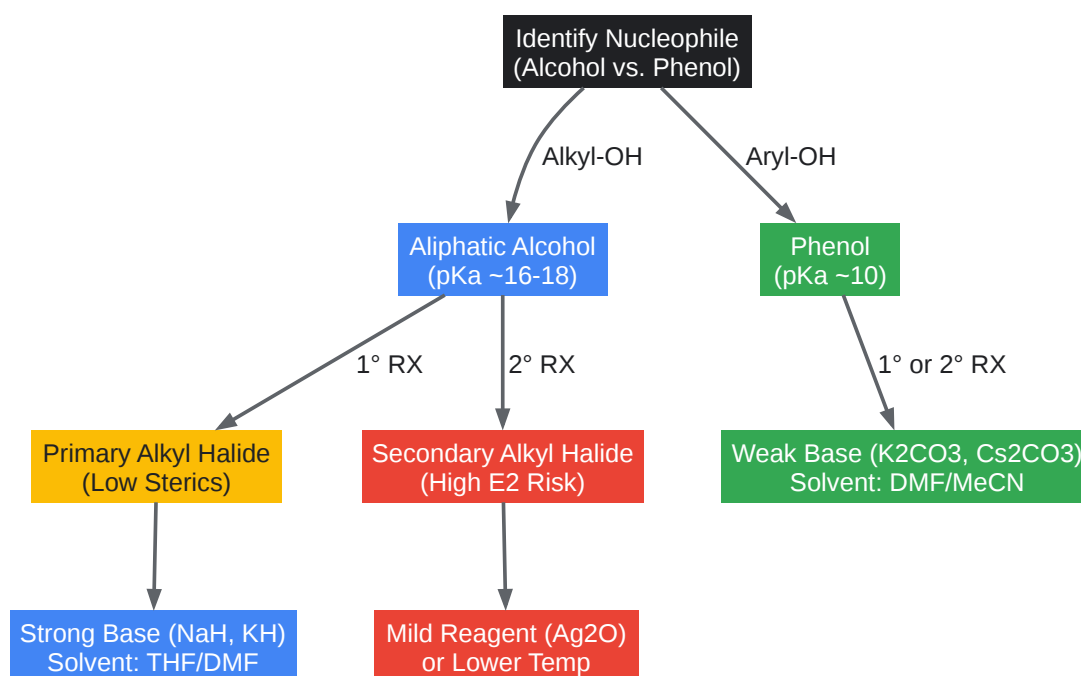 Identify Nucleophile
(Alcohol vs. Phenol)
Alkyl-OH
Aryl-OH
Aliphatic Alcohol
(pKa ~16-18)
Phenol
(pKa ~10)
1° RX
2° RX
1° or 2° RX
Primary Alkyl Halide
(Low Sterics)
Secondary Alkyl Halide
(High E2 Risk)
Weak Base (K2CO3, Cs2CO3)
Solvent: DMF/MeCN
Strong Base (NaH, KH)
Solvent: THF/DMF
Mild Reagent (Ag2O)
or Lower Temp